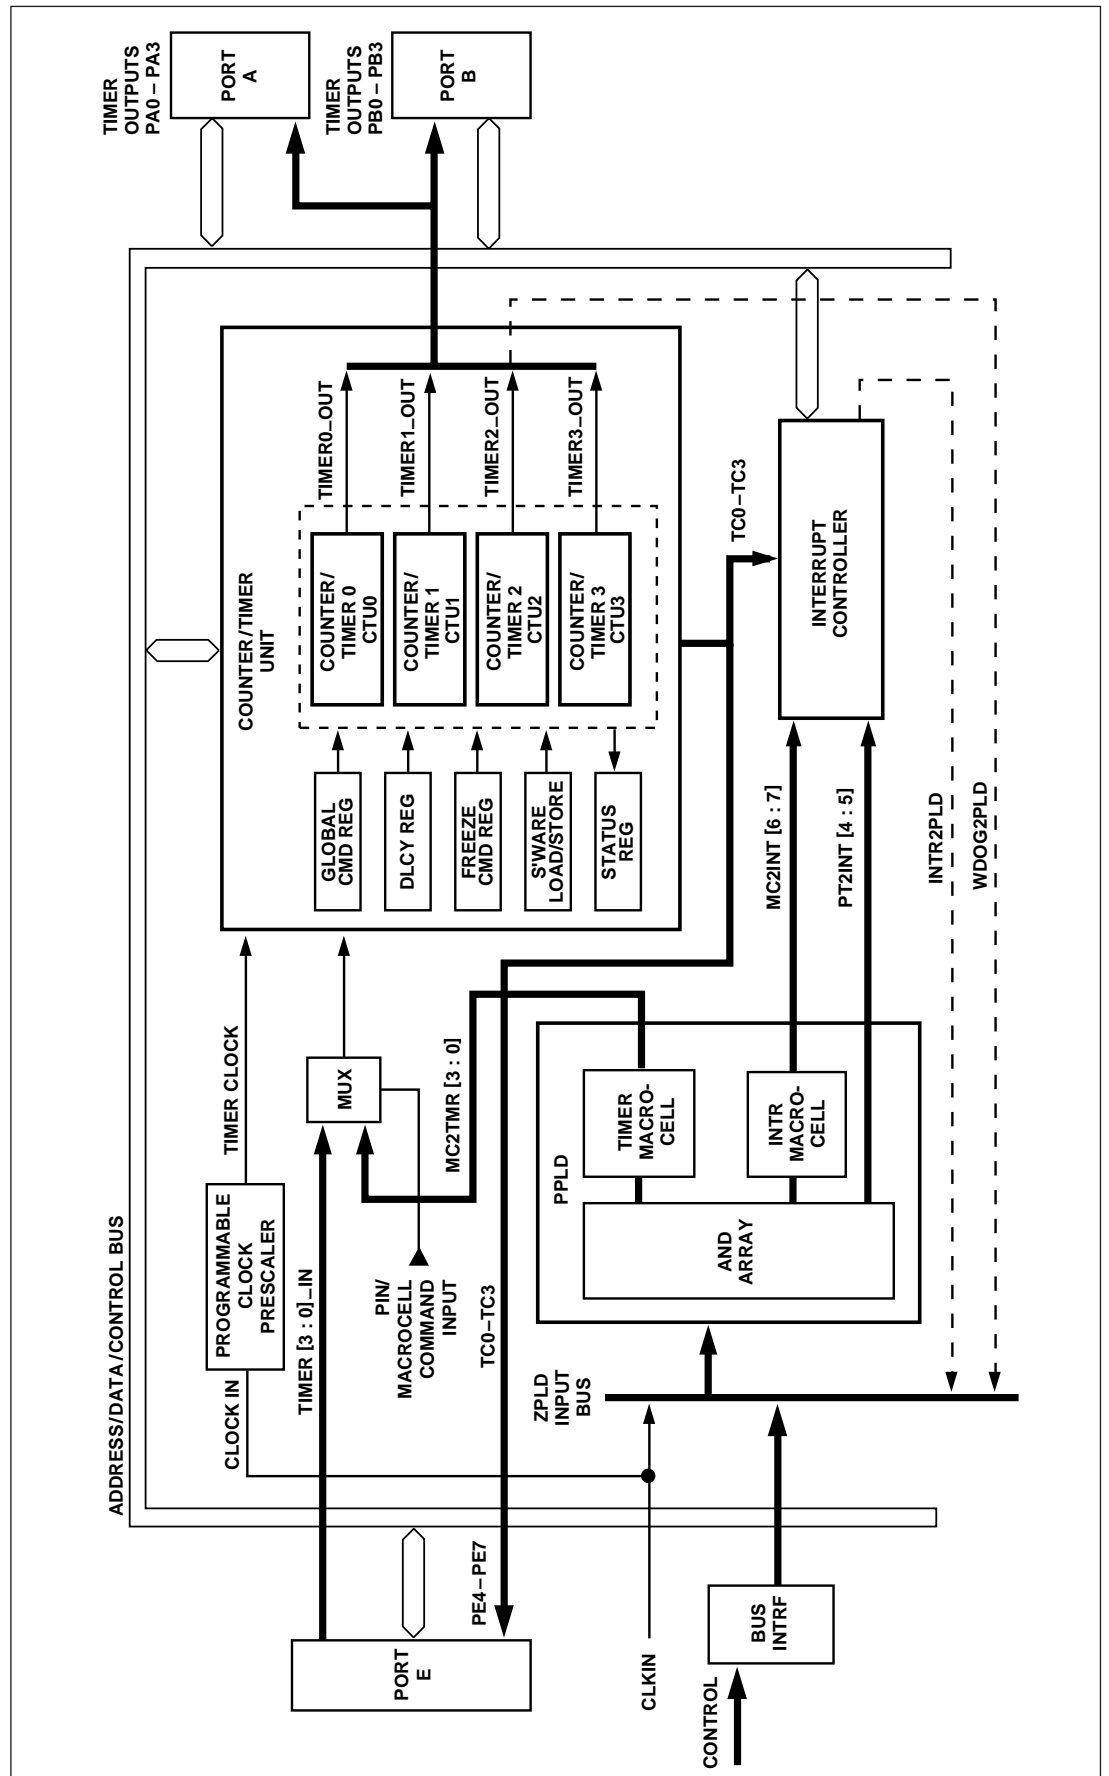 ADDRESS/DATA/CONTROL BUS
PORT
E
PE4–PE7
CLKIN
CONTROL
BUS
INTRF
CLOCK IN
TIMER [3 : 0]_IN
PROGRAMMABLE
CLOCK
PRESCALER
TIMER CLOCK
PIN/
MACROCELL
COMMAND
INPUT
MUX
MC2TMR [3 : 0]
TC0–TC3
ZPLD
INPUT
BUS
PPLD
AND
ARRAY
TIMER
MACRO-
CELL
INTR
MACRO-
CELL
COUNTER/TIMER
UNIT
GLOBAL
CMD REG
DLCY REG
FREEZE
CMD REG
S'WARE
LOAD/STORE
STATUS
REG
COUNTER/
TIMER 0
CTU0
COUNTER/
TIMER 1
CTU1
COUNTER/
TIMER 2
CTU2
COUNTER/
TIMER 3
CTU3
TIMER0_OUT
TIMER1_OUT
TIMER2_OUT
TIMER3_OUT
TC0–TC3
MC2INT [6 : 7]
PT2INT [4 : 5]
INTERRUPT
CONTROLLER
INTR2PLD
WDOG2PLD
TIMER
OUTPUTS
PA0 – PA3
PORT
A
TIMER
OUTPUTS
PB0 – PB3
PORT
B